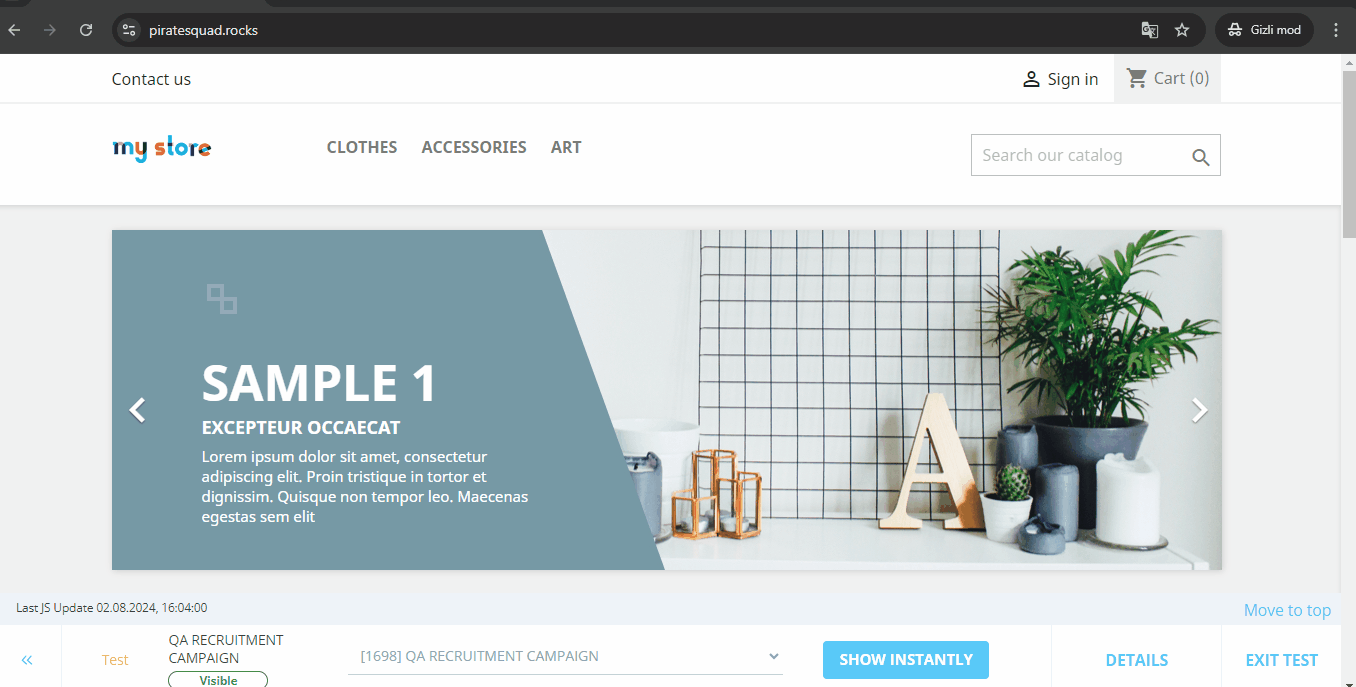 piratesquad.rocks
Gizli mod
Contact us
Sign in
Cart (0)
my store
CLOTHES
ACCESSORIES
ART
Search our catalog
SAMPLE 1
EXCEPTEUR OCCAECAT
Lorem ipsum dolor sit amet, consectetur
adipiscing elit. Proin tristique in tortor et
dignissim. Quisque non tempor leo. Maecenas
egestas sem elit
A
Last JS Update 02.08.2024, 16:04:00
Move to top
«
Test
QA RECRUITMENT
CAMPAIGN
Visible
[1698] QA RECRUITMENT CAMPAIGN
SHOW INSTANTLY
DETAILS
EXIT TEST